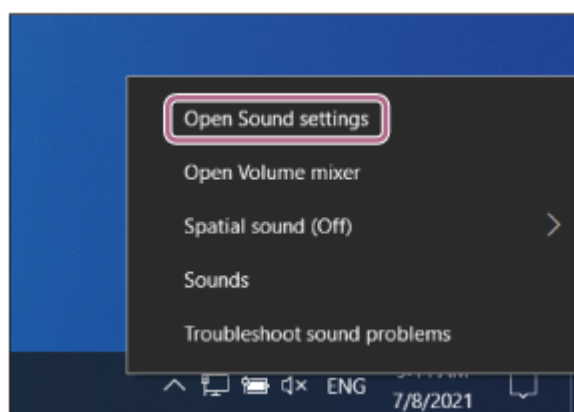 Open Sound settings
Open Volume mixer
Spatial sound (Off)
Sounds
Troubleshoot sound problems
ENG
7/8/2021